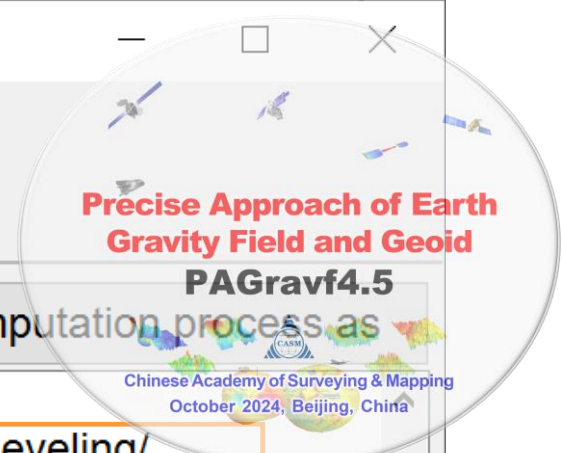 Precise Approach of Earth
Gravity Field and Geoid
PAGravf4.5
putation process as
CASM
Chinese Academy of Surveying & Mapping
October 2024, Beijing, China
eveling/